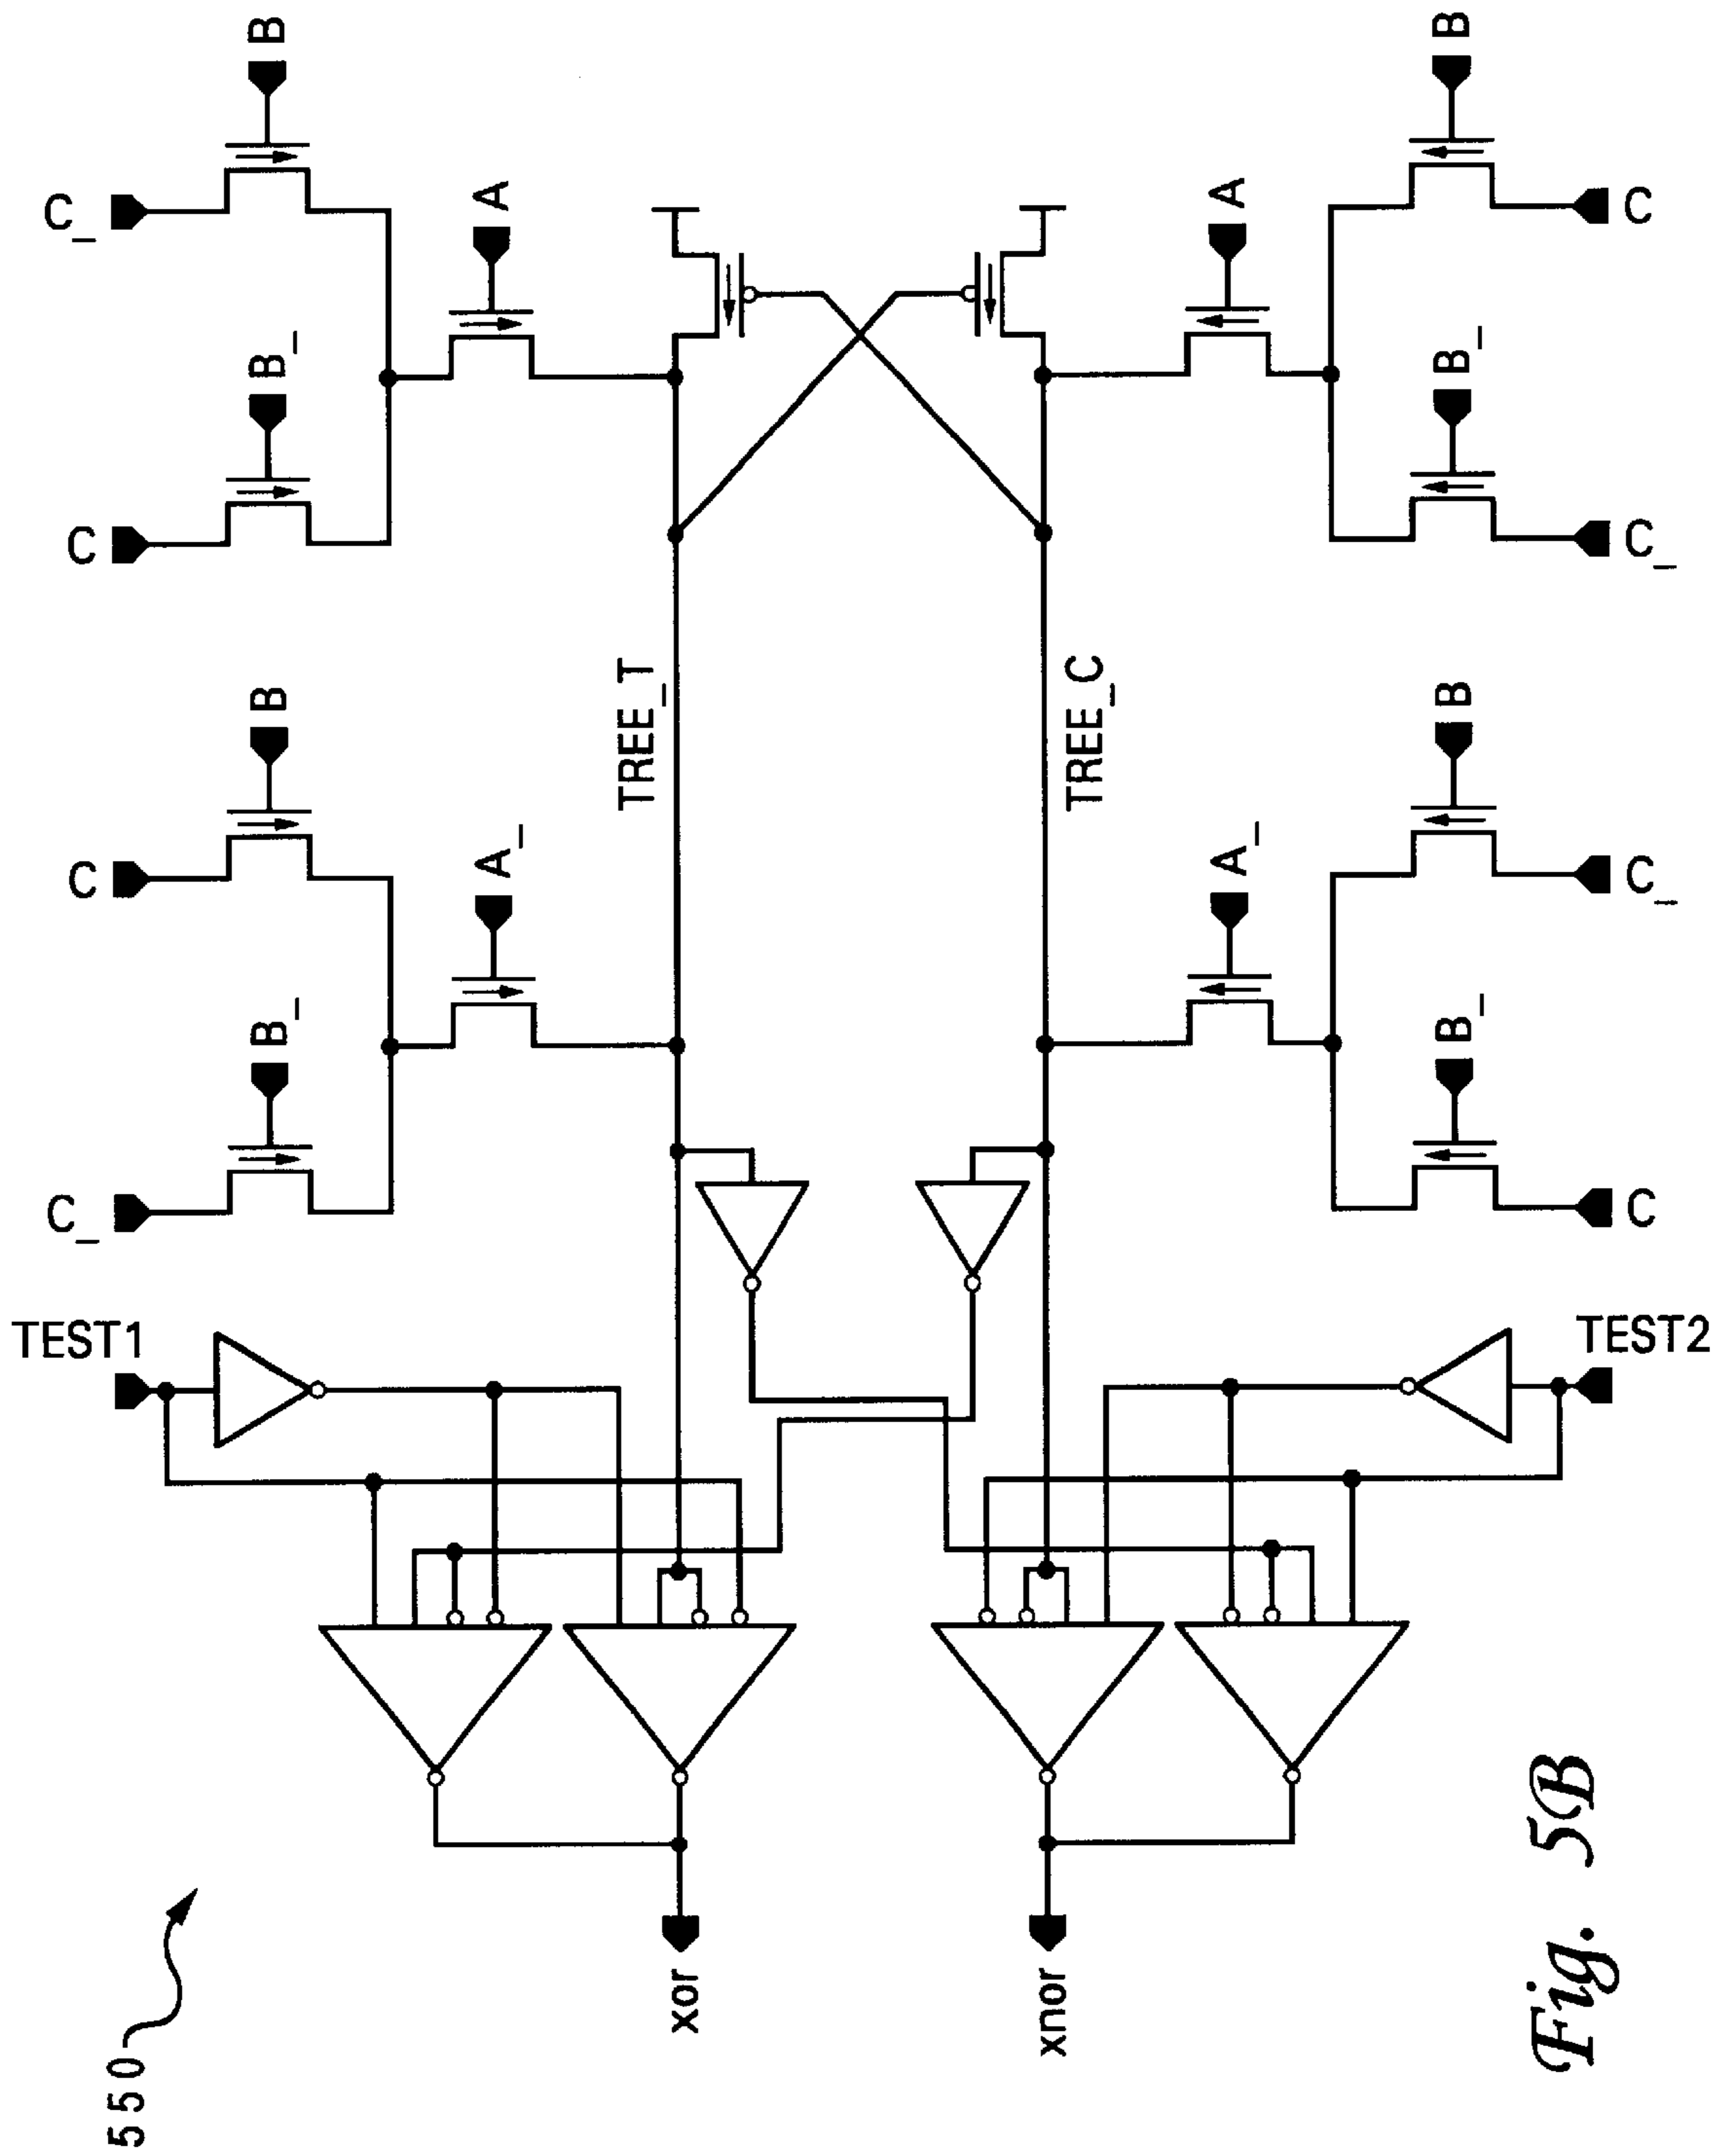 C_
B
C
B_
A
C
B
C_
B_
A_
TREE_T
TREE_C
A
B
C
B_
C_
A_
B
C_
B_
C
TEST1
TEST2
xor
xnor
550
Fig. 5B